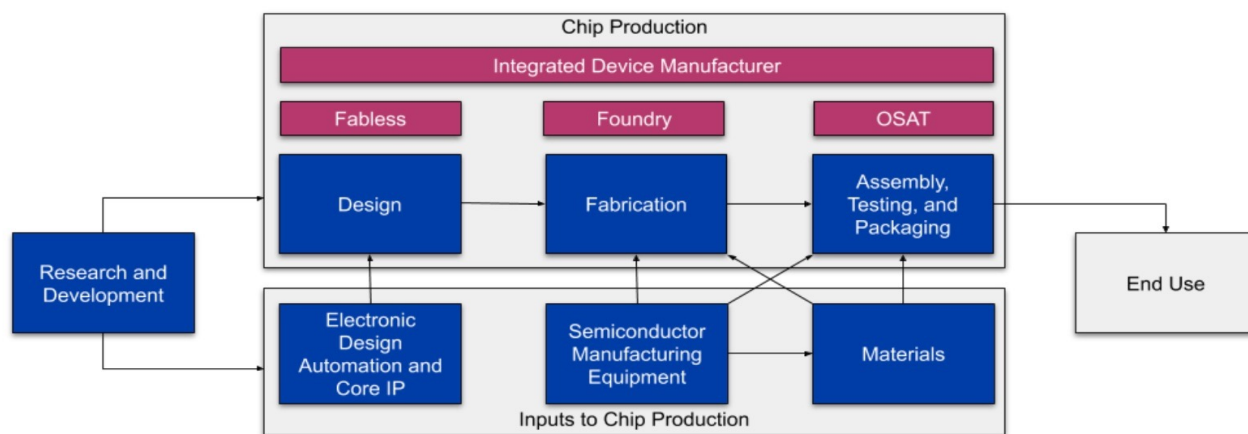 Chip Production
Integrated Device Manufacturer
Fabless
Foundry
OSAT
Design
Fabrication
Assembly,
Testing, and
Packaging
Research and
Development
End Use
Electronic
Design
Automation and
Core IP
Semiconductor
Manufacturing
Equipment
Materials
Inputs to Chip Production